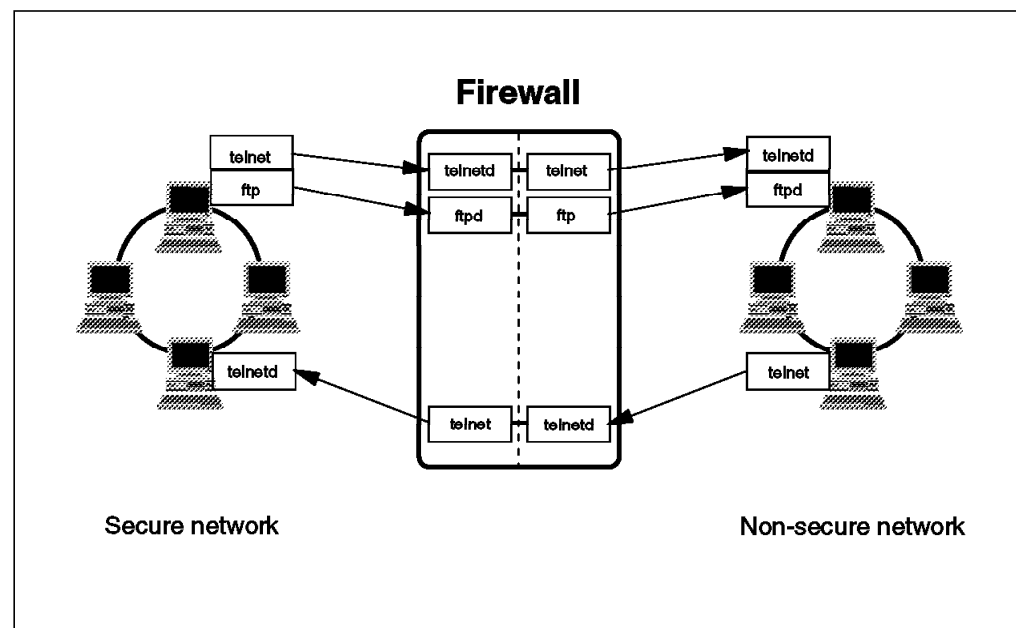 Firewall
telnet
ftp
telnetd
telnet
ftpd
ftp
telnetd
ftpd
telnetd
telnet
telnet
telnetd
Secure network
Non-secure network